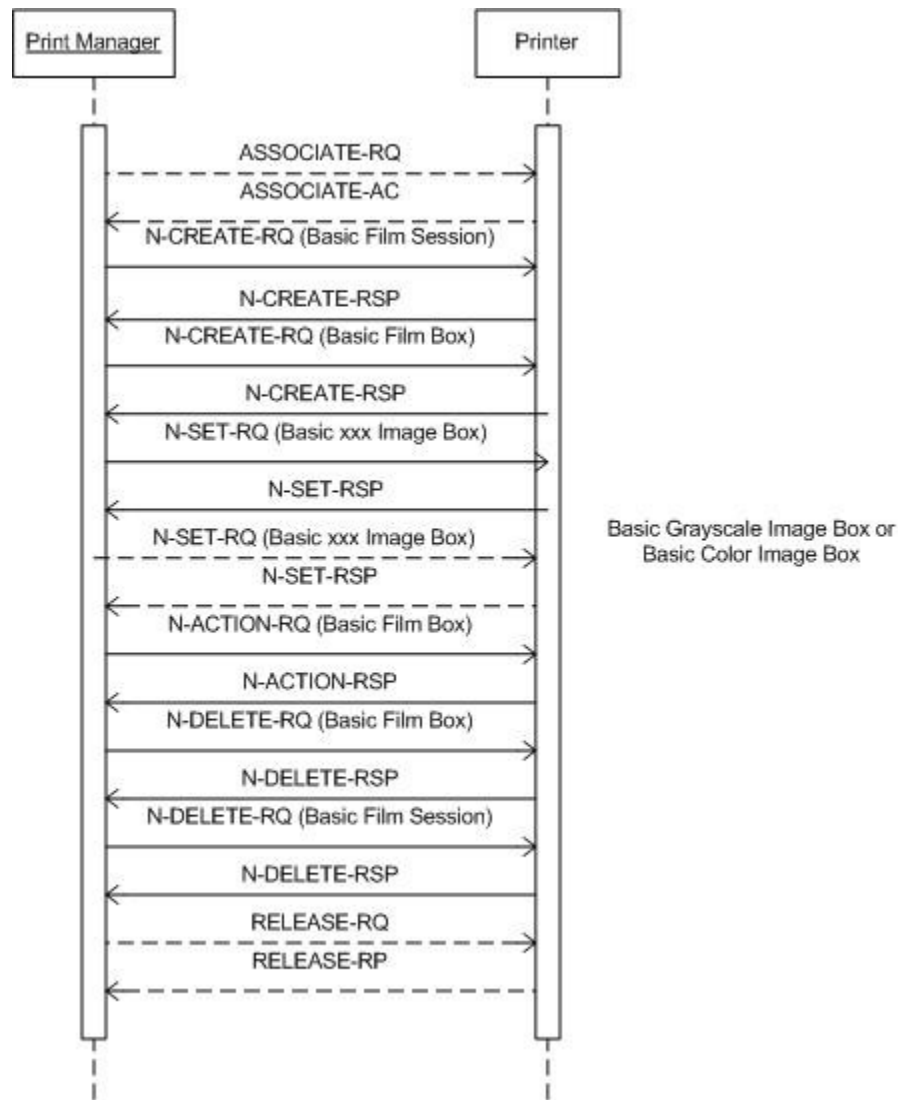 Print Manager
Printer
ASSOCIATE-RQ
ASSOCIATE-AC
N-CREATE-RQ (Basic Film Session)
N-CREATE-RSP
N-CREATE-RQ (Basic Film Box)
N-CREATE-RSP
N-SET-RQ (Basic xxx Image Box)
N-SET-RSP
N-SET-RQ (Basic xxx Image Box)
Basic Grayscale Image Box or
Basic Color Image Box
N-SET-RSP
N-ACTION-RQ (Basic Film Box)
N-ACTION-RSP
N-DELETE-RQ (Basic Film Box)
N-DELETE-RSP
N-DELETE-RQ (Basic Film Session)
N-DELETE-RSP
RELEASE-RQ
RELEASE-RP